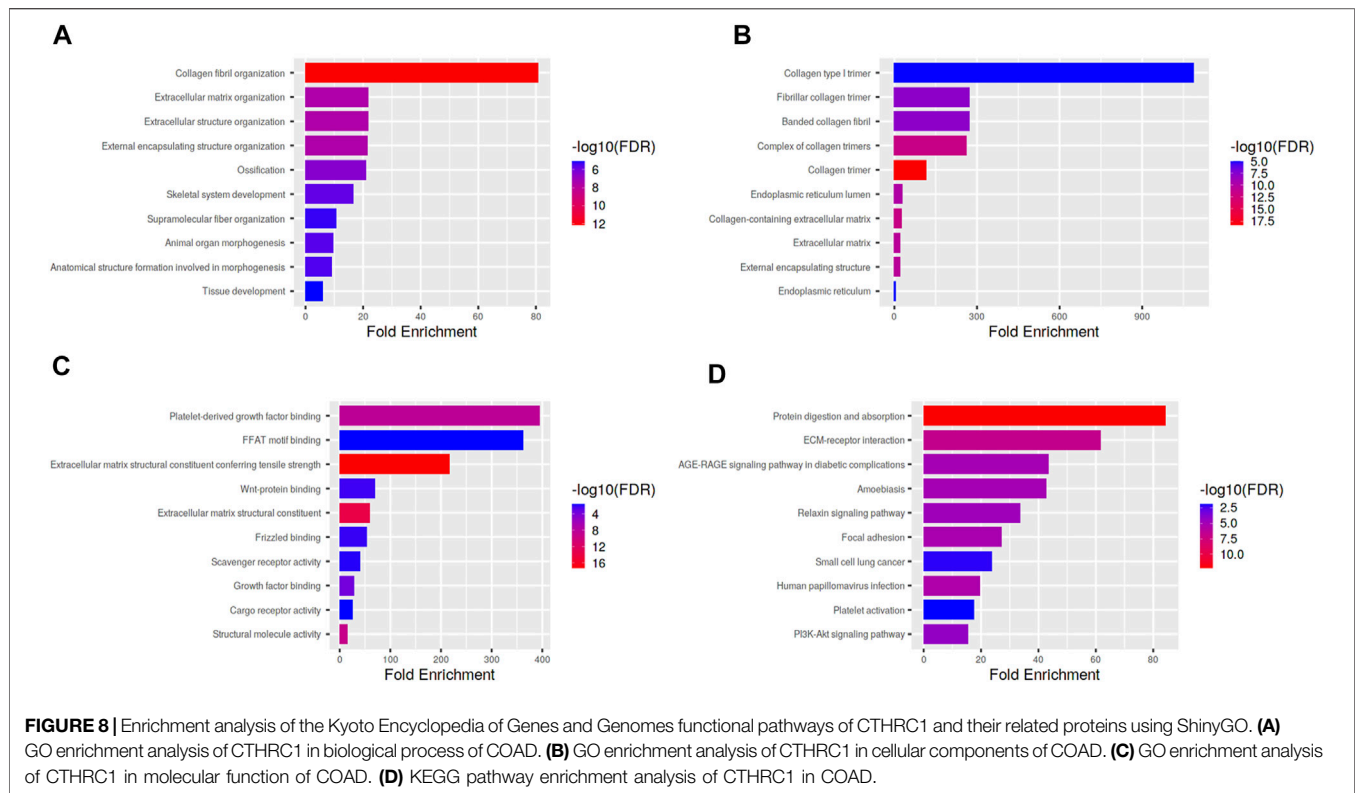 A
Collagen fibril organization
Extracellular matrix organization
Extracellular structure organization
External encapsulating structure organization
Ossification
Skeletal system development
Supramolecular fiber organization
Animal organ morphogenesis
Anatomical structure formation involved in morphogenesis
Tissue development
0 20 40 60 80
Fold Enrichment
-log10(FDR)
6
8
10
12
B
Collagen type I trimer
Fibrillar collagen trimer
Banded collagen fibril
Complex of collagen trimers
Collagen trimer
Endoplasmic reticulum lumen
Collagen-containing extracellular matrix
Extracellular matrix
External encapsulating structure
Endoplasmic reticulum
0 300 600 900
Fold Enrichment
-log10(FDR)
5.0
7.5
10.0
12.5
15.0
17.5
C
Platelet-derived growth factor binding
FFAT motif binding
Extracellular matrix structural constituent conferring tensile strength
Wnt-protein binding
Extracellular matrix structural constituent
Frizzled binding
Scavenger receptor activity
Growth factor binding
Cargo receptor activity
Structural molecule activity
0 100 200 300 400
Fold Enrichment
-log10(FDR)
4
8
12
16
D
Protein digestion and absorption
ECM-receptor interaction
AGE-RAGE signaling pathway in diabetic complications
Amoebiasis
Relaxin signaling pathway
Focal adhesion
Small cell lung cancer
Human papillomavirus infection
Platelet activation
PI3K-Akt signaling pathway
0 20 40 60 80
Fold Enrichment
-log10(FDR)
2.5
5.0
7.5
10.0
FIGURE 8 | Enrichment analysis of the Kyoto Encyclopedia of Genes and Genomes functional pathways of CTHRC1 and their related proteins using ShinyGO. (A)
GO enrichment analysis of CTHRC1 in biological process of COAD. (B) GO enrichment analysis of CTHRC1 in cellular components of COAD. (C) GO enrichment analysis
of CTHRC1 in molecular function of COAD. (D) KEGG pathway enrichment analysis of CTHRC1 in COAD.